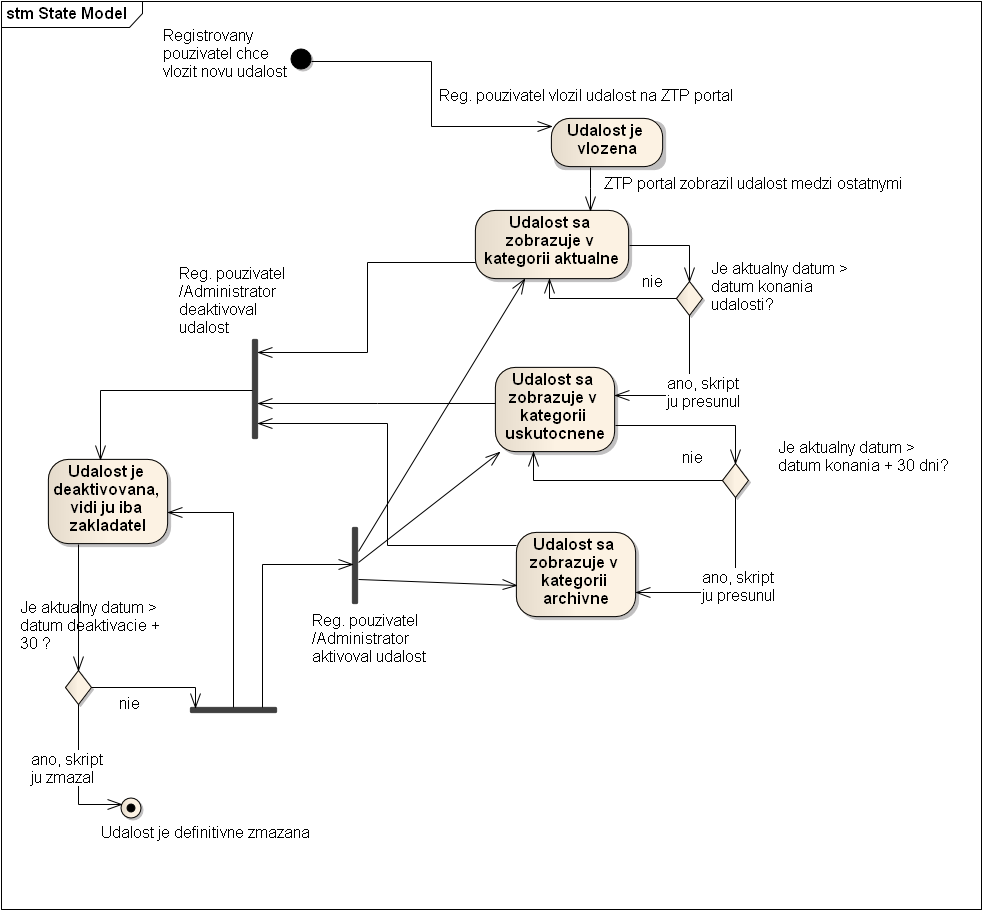 stm State Model
Registrovany
pouzivatel chce
vlozit novu udalost
Reg. pouzivatel vlozil udalost na ZTP portal
Udalost je
vlozena
ZTP portal zobrazil udalost medzi ostatnymi
Udalost sa
zobrazuje v
kategorii aktualne
nie
Je aktualny datum >
datum konania
udalosti?
Reg. pouzivatel
/Administrator
deaktivoval
udalost
ano, skript
ju presunul
Udalost sa
zobrazuje v
kategorii
uskutocnene
nie
Je aktualny datum >
datum konania + 30 dni?
Udalost je
deaktivovana,
vidi ju iba
zakladatel
Udalost sa
zobrazuje v
kategorii
archivne
ano, skript
ju presunul
Je aktualny datum >
datum deaktivacie +
30 ?
Reg. pouzivatel
/Administrator
aktivoval udalost
nie
ano, skript
ju zmazal
Udalost je definitivne zmazana